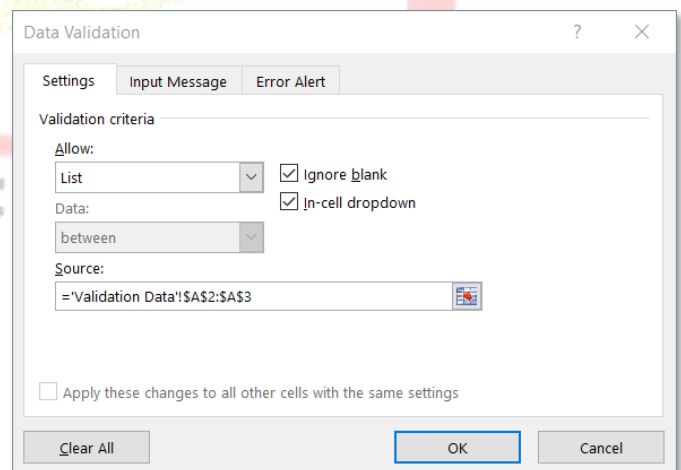 Data Validation ?
Settings Input Message Error Alert
Validation criteria
Allow:
List
Ignore blank
In-cell dropdown
Data:
between
Source:
='Validation Data'!$A$2:$A$3
Apply these changes to all other cells with the same settings
Clear All OK Cancel